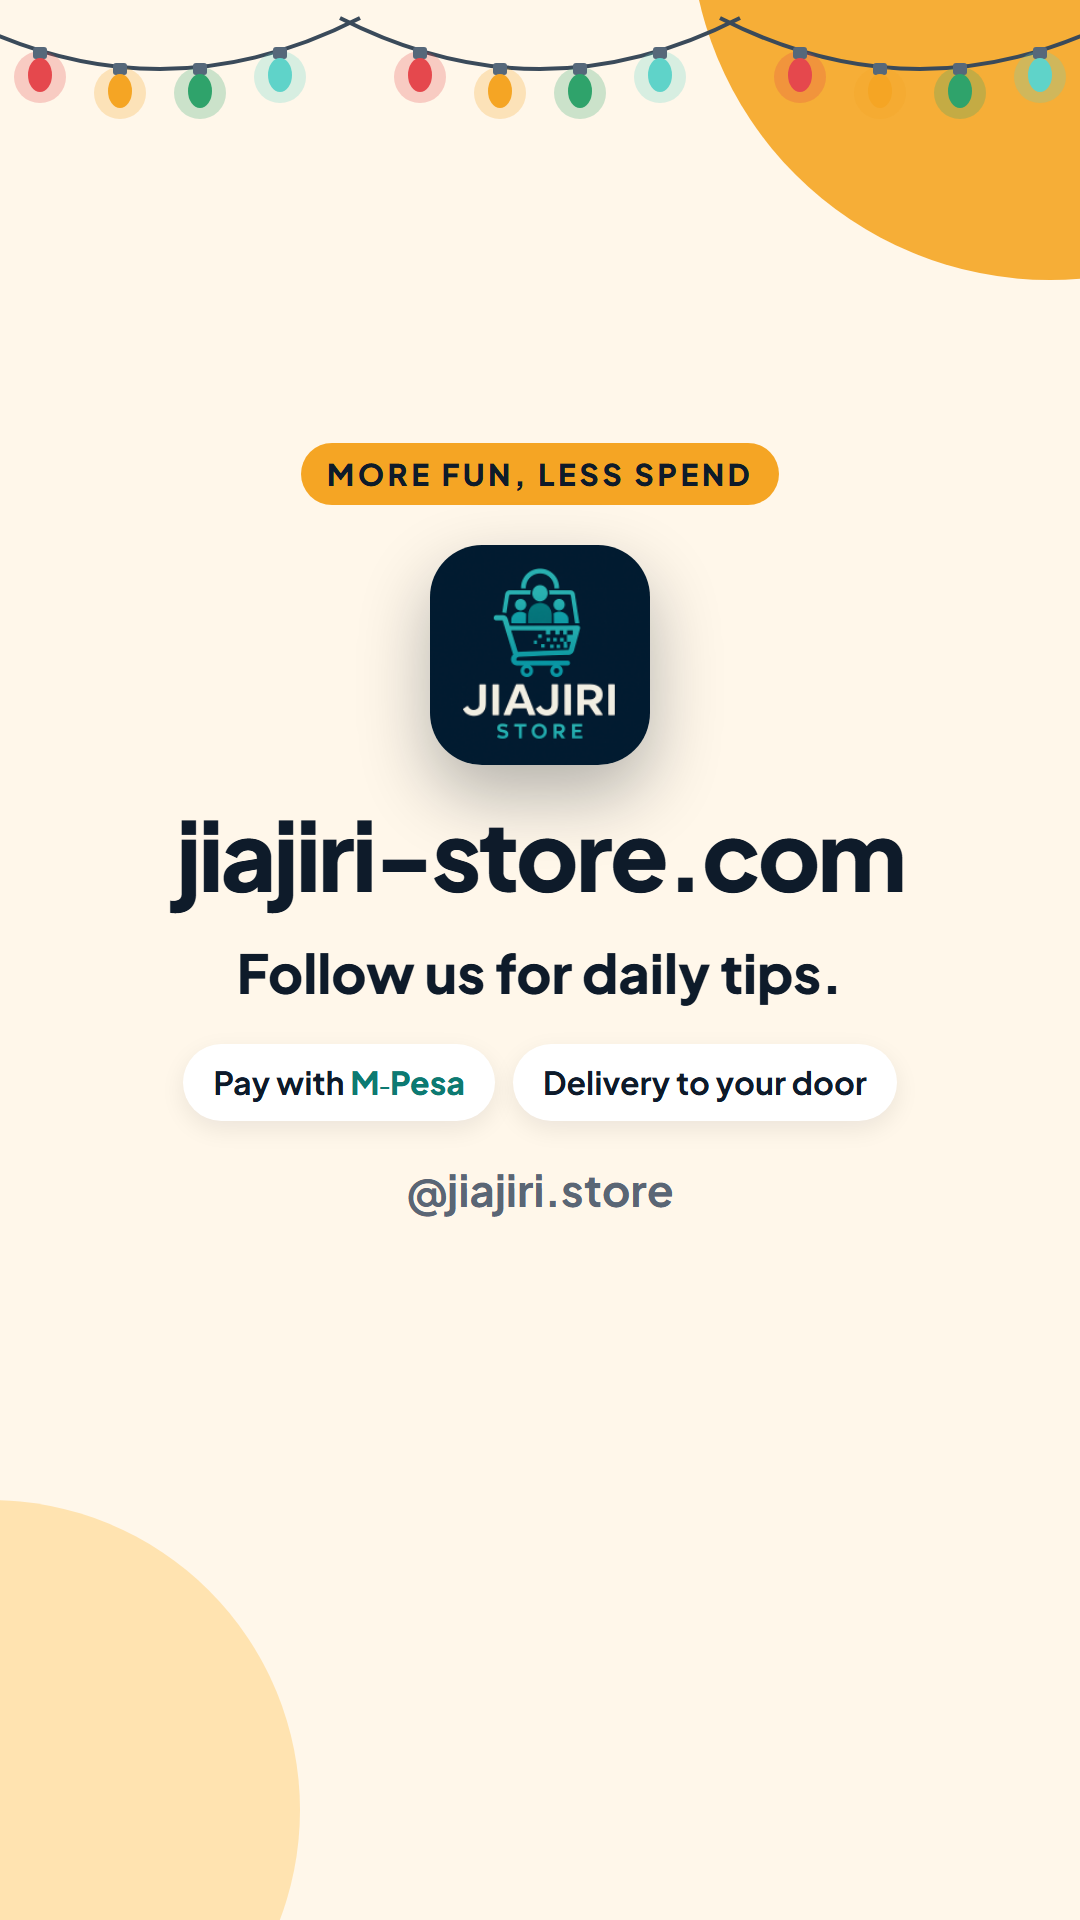 MORE FUN, LESS SPEND
JIAJIRI
STORE
jiajiri-store.com
Follow us for daily tips.
Pay with M-Pesa
Delivery to your door
@jiajiri.store